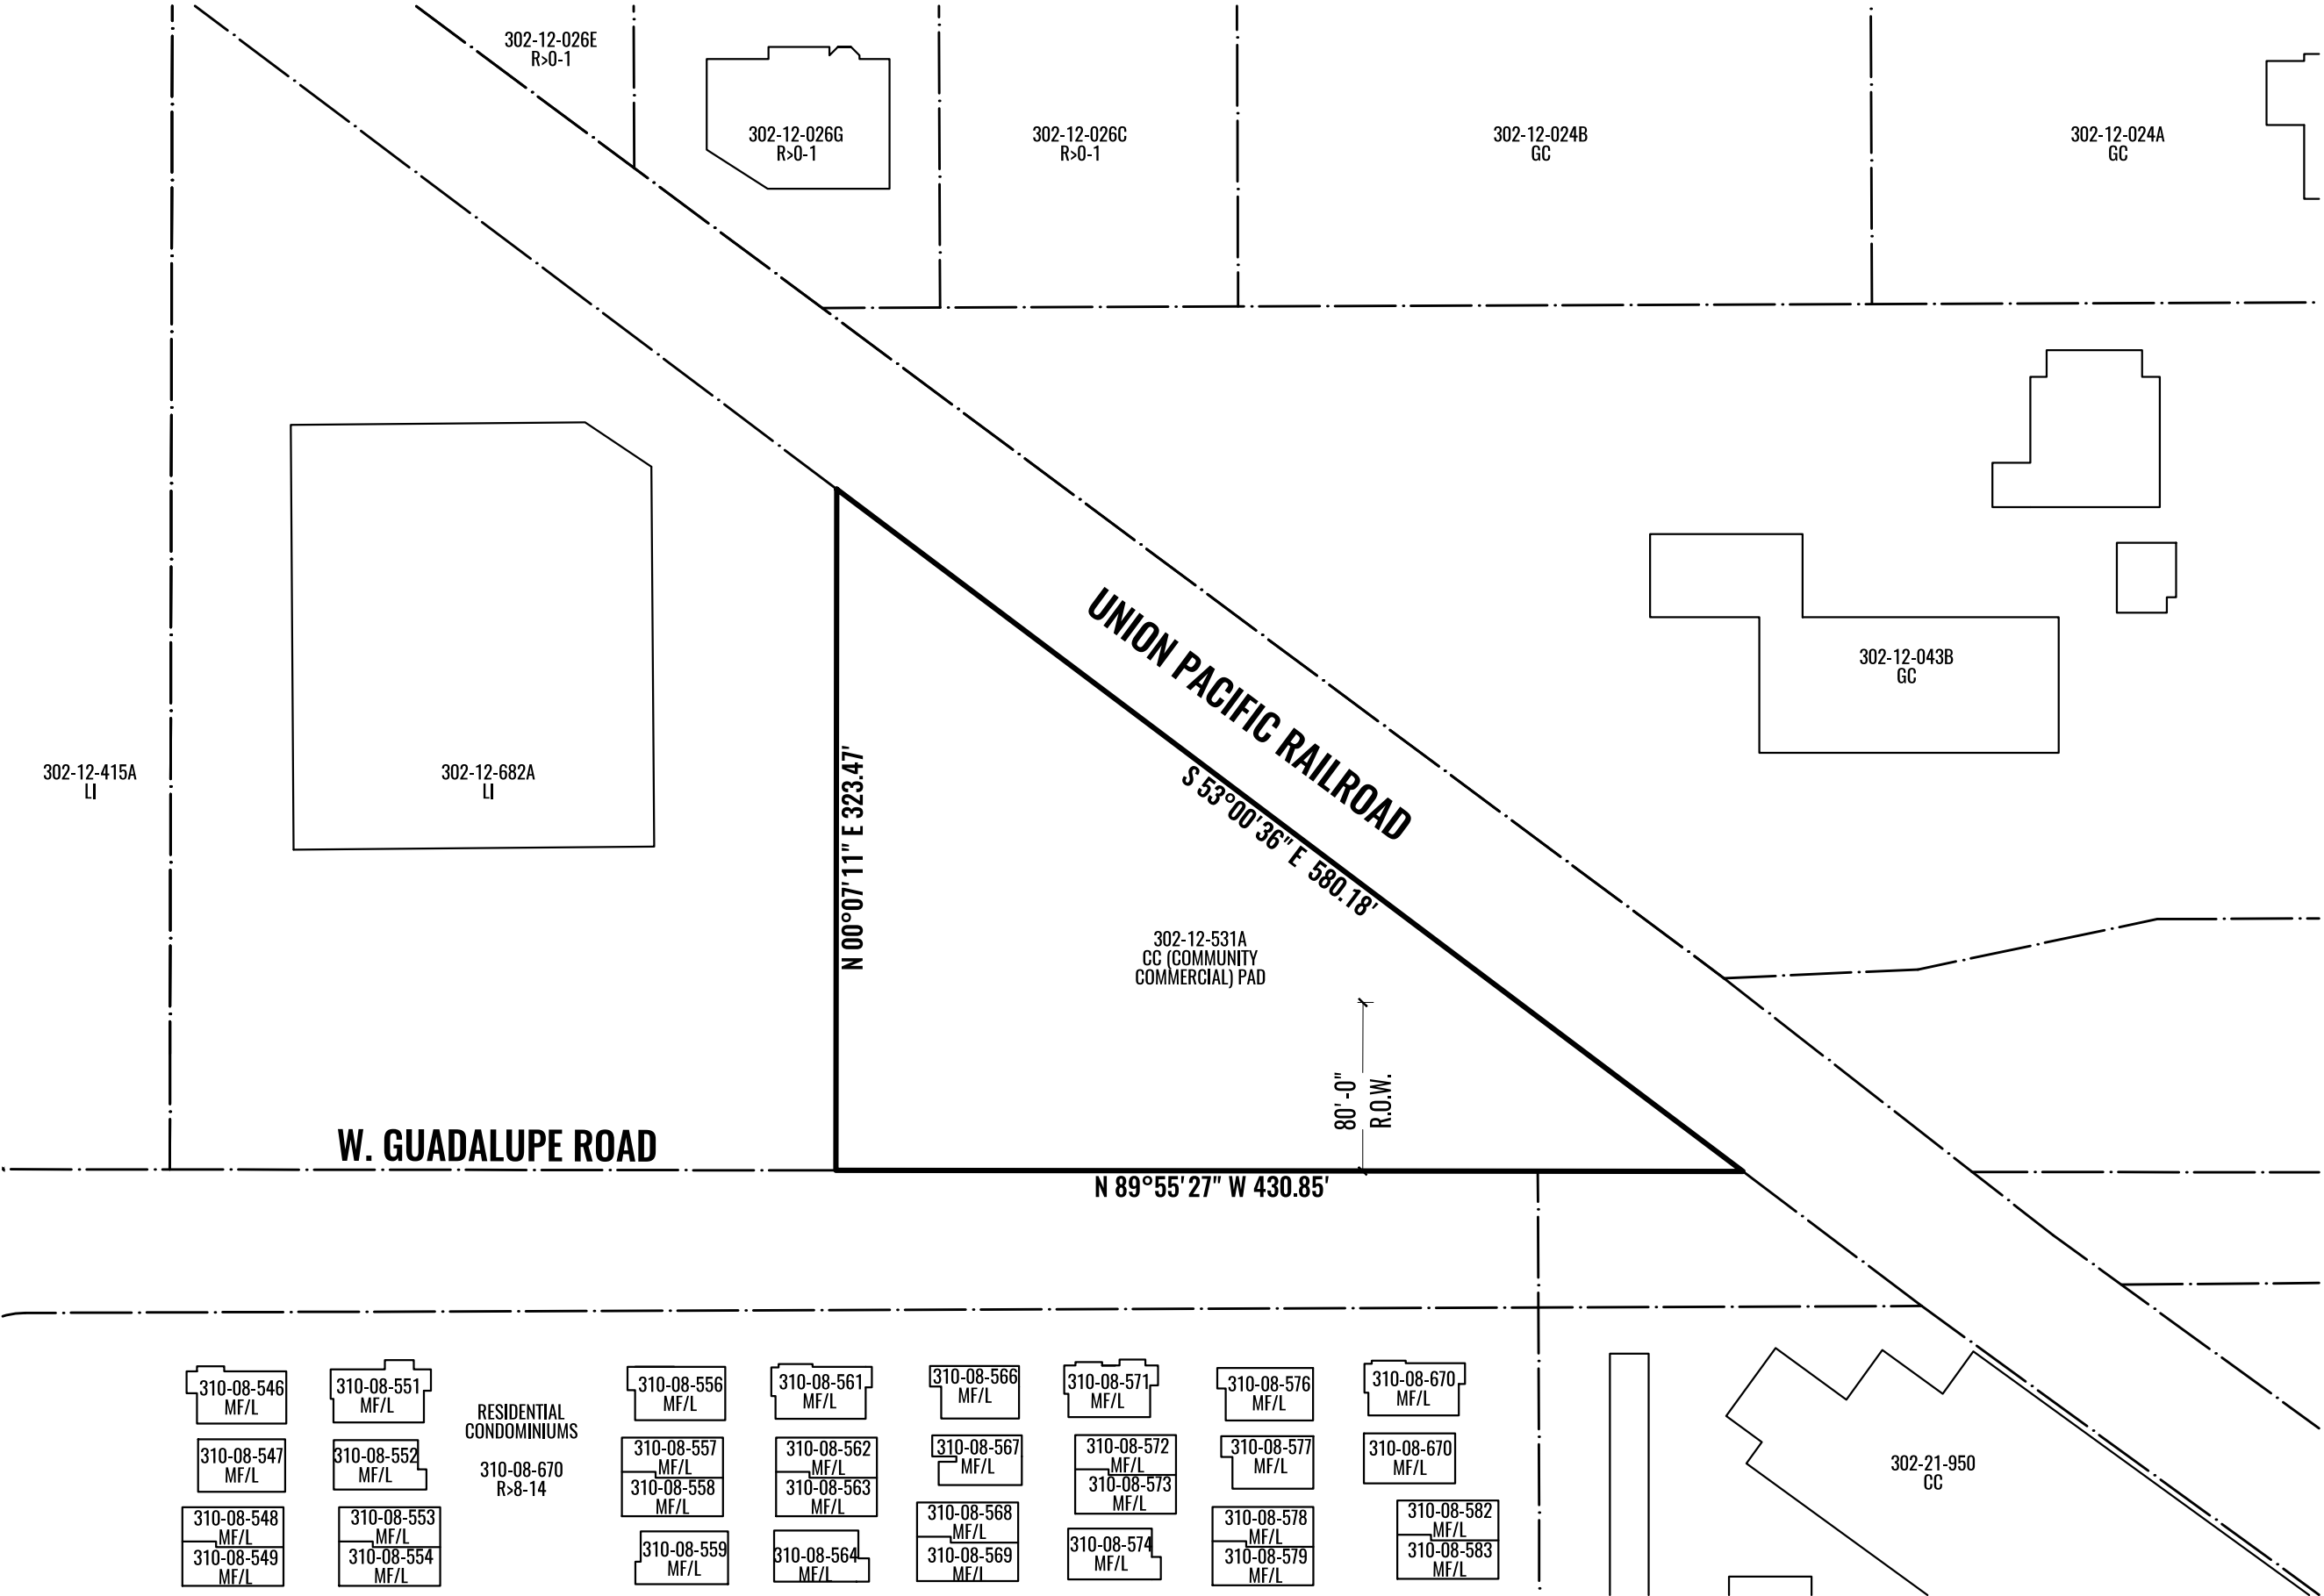 302-12-026E
R>0-1
302-12-026G
R>0-1
302-12-026C
R>0-1
302-12-024B
GC
302-12-024A
GC
UNION PACIFIC RAILROAD
302-12-043B
GC
302-12-415A
LI
302-12-682A
LI
N 00°07'11" E 323.47'
S 53°00'36" E 580.18'
302-12-531A
CC (COMMUNITY
COMMERCIAL) PAD
80'-0"
R.O.W.
W. GUADALUPE ROAD
N 89°55'27" W 430.85'
310-08-546
MF/L
310-08-547
MF/L
310-08-548
MF/L
310-08-549
MF/L
310-08-551
MF/L
310-08-552
MF/L
310-08-553
MF/L
310-08-554
MF/L
RESIDENTIAL
CONDOMINIUMS
310-08-670
R>8-14
310-08-556
MF/L
310-08-557
MF/L
310-08-558
MF/L
310-08-559
MF/L
310-08-561
MF/L
310-08-562
MF/L
310-08-563
MF/L
310-08-564
MF/L
310-08-566
MF/L
310-08-567
MF/L
310-08-568
MF/L
310-08-569
MF/L
310-08-571
MF/L
310-08-572
MF/L
310-08-573
MF/L
310-08-574
MF/L
310-08-576
MF/L
310-08-577
MF/L
310-08-578
MF/L
310-08-579
MF/L
310-08-670
MF/L
310-08-670
MF/L
310-08-582
MF/L
310-08-583
MF/L
302-21-950
CC